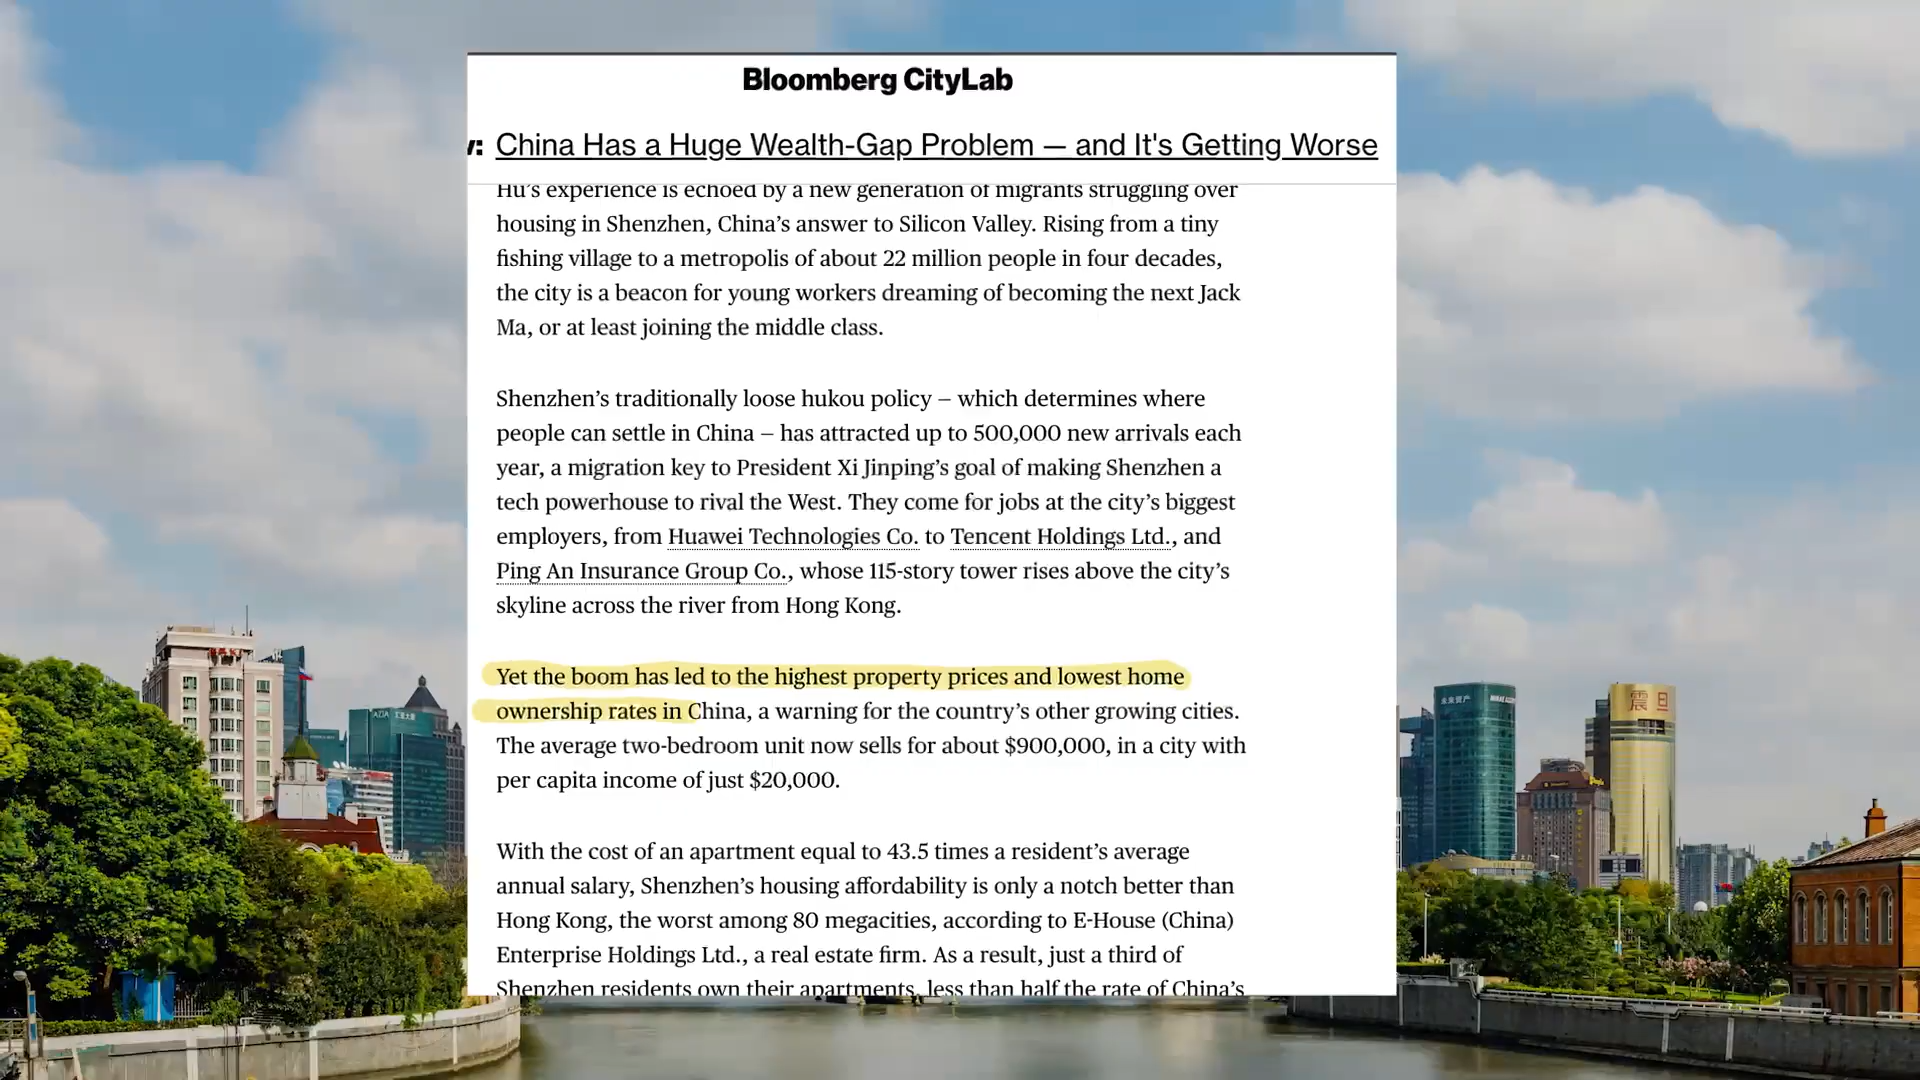 Bloomberg CityLab
China Has a Huge Wealth-Gap Problem — and It's Getting Worse
Hu’s experience is echoed by a new generation of migrants struggling over
housing in Shenzhen, China’s answer to Silicon Valley. Rising from a tiny
fishing village to a metropolis of about 22 million people in four decades,
the city is a beacon for young workers dreaming of becoming the next Jack
Ma, or at least joining the middle class.
Shenzhen’s traditionally loose hukou policy – which determines where
people can settle in China – has attracted up to 500,000 new arrivals each
year, a migration key to President Xi Jinping’s goal of making Shenzhen a
tech powerhouse to rival the West. They come for jobs at the city’s biggest
employers, from Huawei Technologies Co. to Tencent Holdings Ltd., and
Ping An Insurance Group Co., whose 115-story tower rises above the city’s
skyline across the river from Hong Kong.
Yet the boom has led to the highest property prices and lowest home
ownership rates in China, a warning for the country’s other growing cities.
The average two-bedroom unit now sells for about $900,000, in a city with
per capita income of just $20,000.
With the cost of an apartment equal to 43.5 times a resident’s average
annual salary, Shenzhen’s housing affordability is only a notch better than
Hong Kong, the worst among 80 megacities, according to E-House (China)
Enterprise Holdings Ltd., a real estate firm. As a result, just a third of
Shenzhen residents own their apartments, less than half the rate of China’s
AZIA
未来资产
震旦